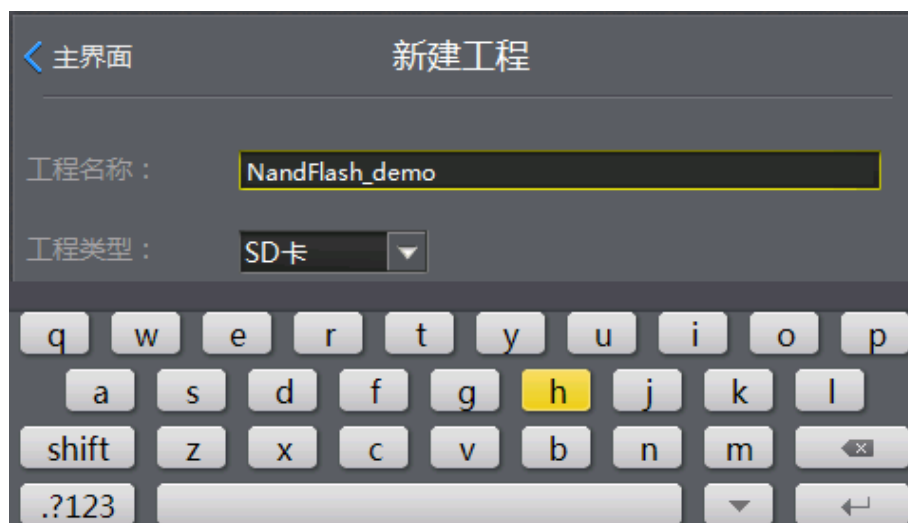 主界面
新建工程
工程名称：
NandFlash_demo
工程类型：
SD卡
q w e r t y u i o p
a s d f g h j k l
shift z x c v b n m
.?123